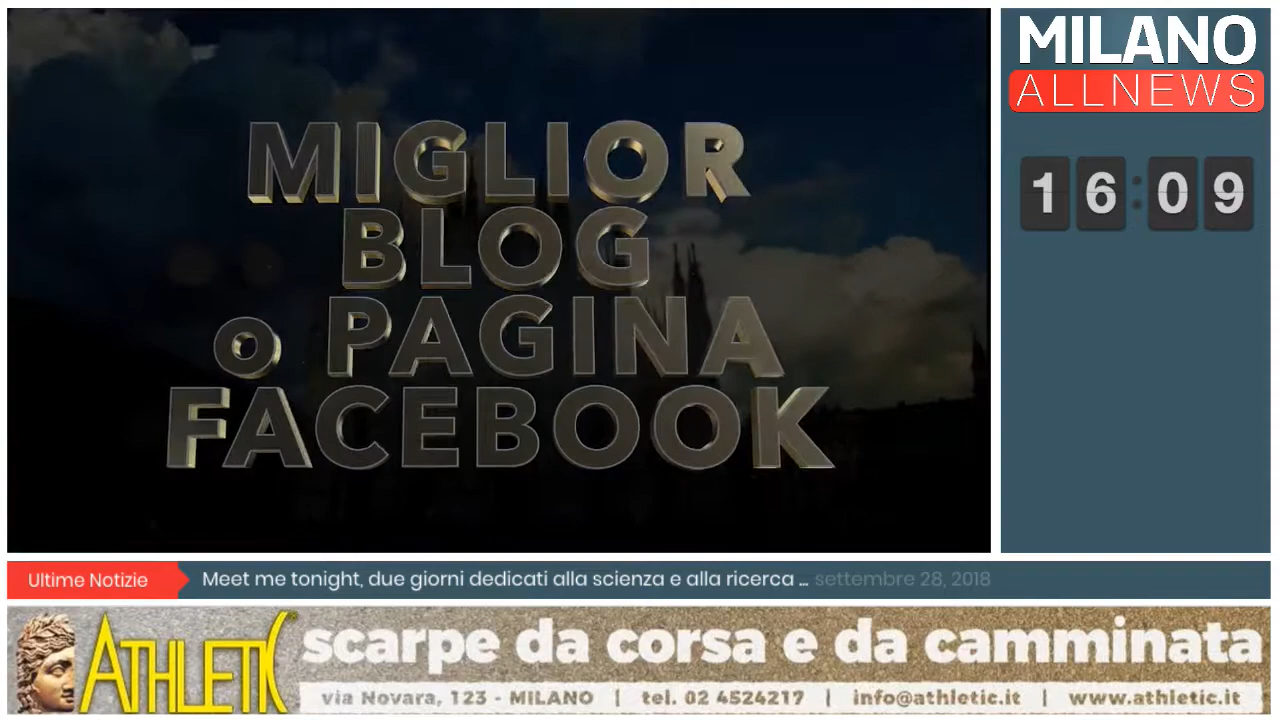 MIGLIOR
BLOG
o PAGINA
FACEBOOK
MILANO
ALLNEWS
16:09
Ultime Notizie
Meet me tonight, due giorni dedicati alla scienza e alla ricerca ... settembre 28, 2018
ATHLETIC
scarpe da corsa e da camminata
via Novara, 123 - MILANO | tel. 02 4524217 | info@athletic.it | www.athletic.it